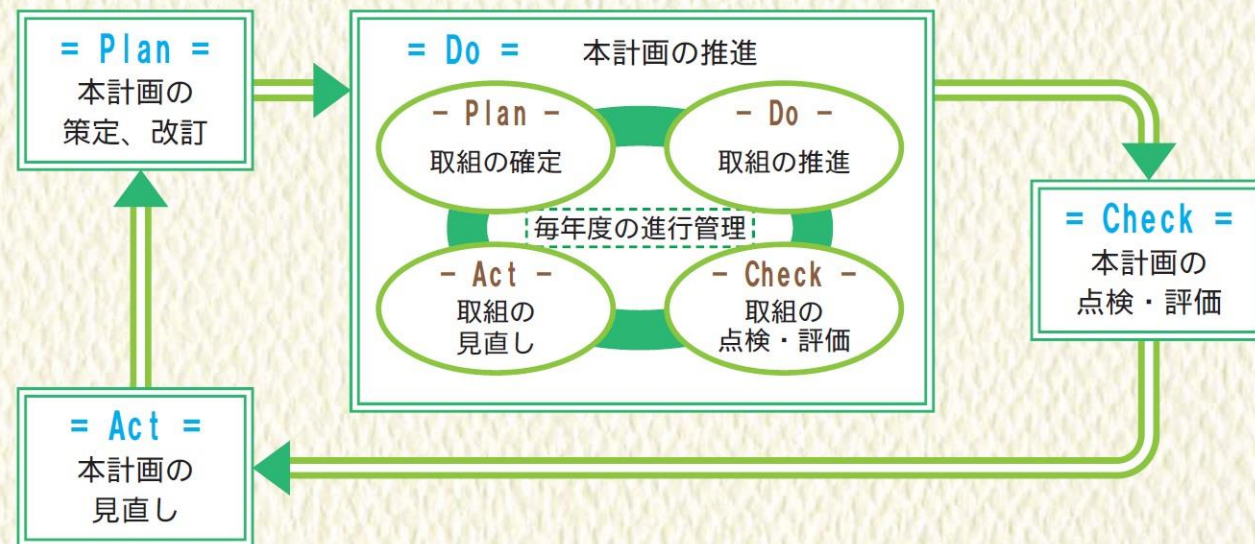 = Plan =
本計画の
策定、改訂
= Do = 本計画の推進
- Plan -
取組の確定
- Do -
取組の推進
毎年度の進行管理
- Act -
取組の
見直し
- Check -
取組の
点検・評価
= Check =
本計画の
点検・評価
= Act =
本計画の
見直し